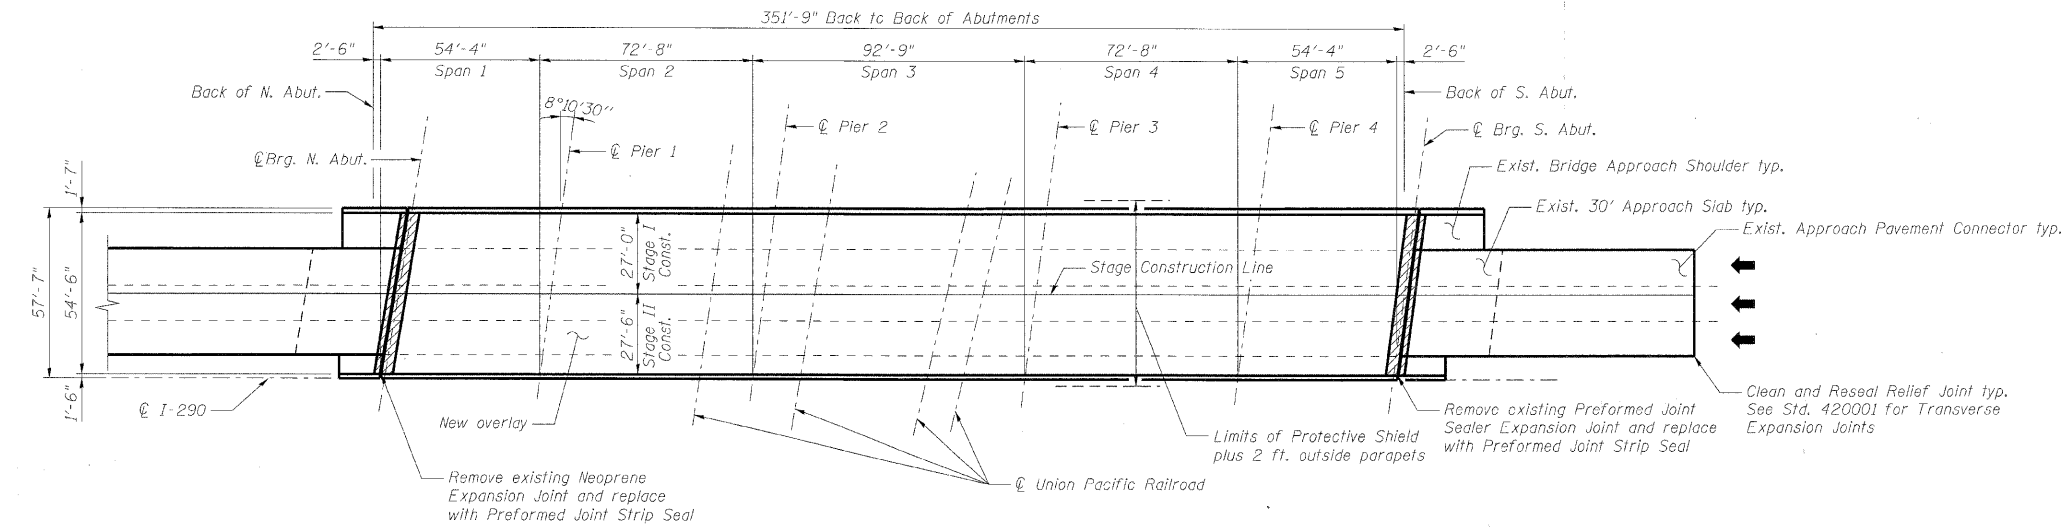 351'-9" Back to Back of Abutments
2'-6" 54'-4" 72'-8" 92'-9" 72'-8" 54'-4" 2'-6"
Span 1 Span 2 Span 3 Span 4 Span 5
Back of N. Abut.
Back of S. Abut.
8°10'30"
℄ Pier 1
℄ Pier 2
℄ Pier 3
℄ Pier 4
℄ Brg. S. Abut.
℄ Brg. N. Abut.
Exist. Bridge Approach Shoulder typ.
Exist. 30' Approach Slab typ.
Exist. Approach Pavement Connector typ.
1'-7"
57'-7"
54'-6"
1'-6"
27'-0"
Stage I
Const.
27'-6"
Stage II
Const.
Stage Construction Line
℄ I-290
New overlay
Limits of Protective Shield
plus 2 ft. outside parapets
Remove existing Preformed Joint
Sealer Expansion Joint and replace
with Preformed Joint Strip Seal
Clean and Reseal Relief Joint typ.
See Std. 420001 for Transverse
Expansion Joints
Remove existing Neoprene
Expansion Joint and replace
with Preformed Joint Strip Seal
℄ Union Pacific Railroad